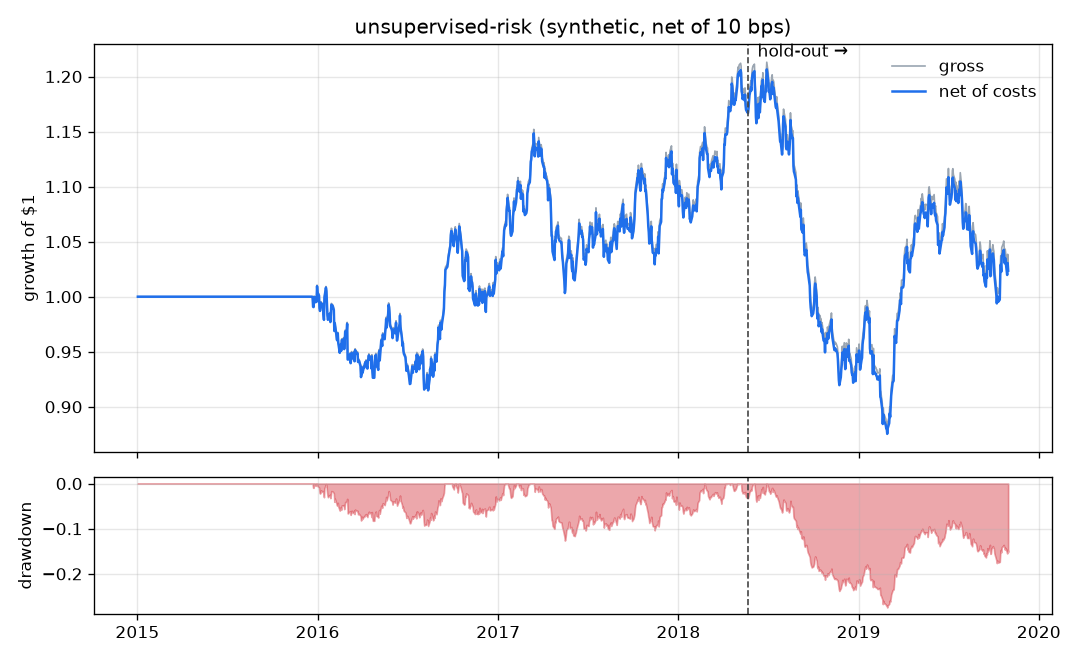 unsupervised-risk (synthetic, net of 10 bps)
hold-out →
gross
net of costs
growth of $1
1.20
1.15
1.10
1.05
1.00
0.95
0.90
drawdown
0.0
−0.1
−0.2
2015 2016 2017 2018 2019 2020